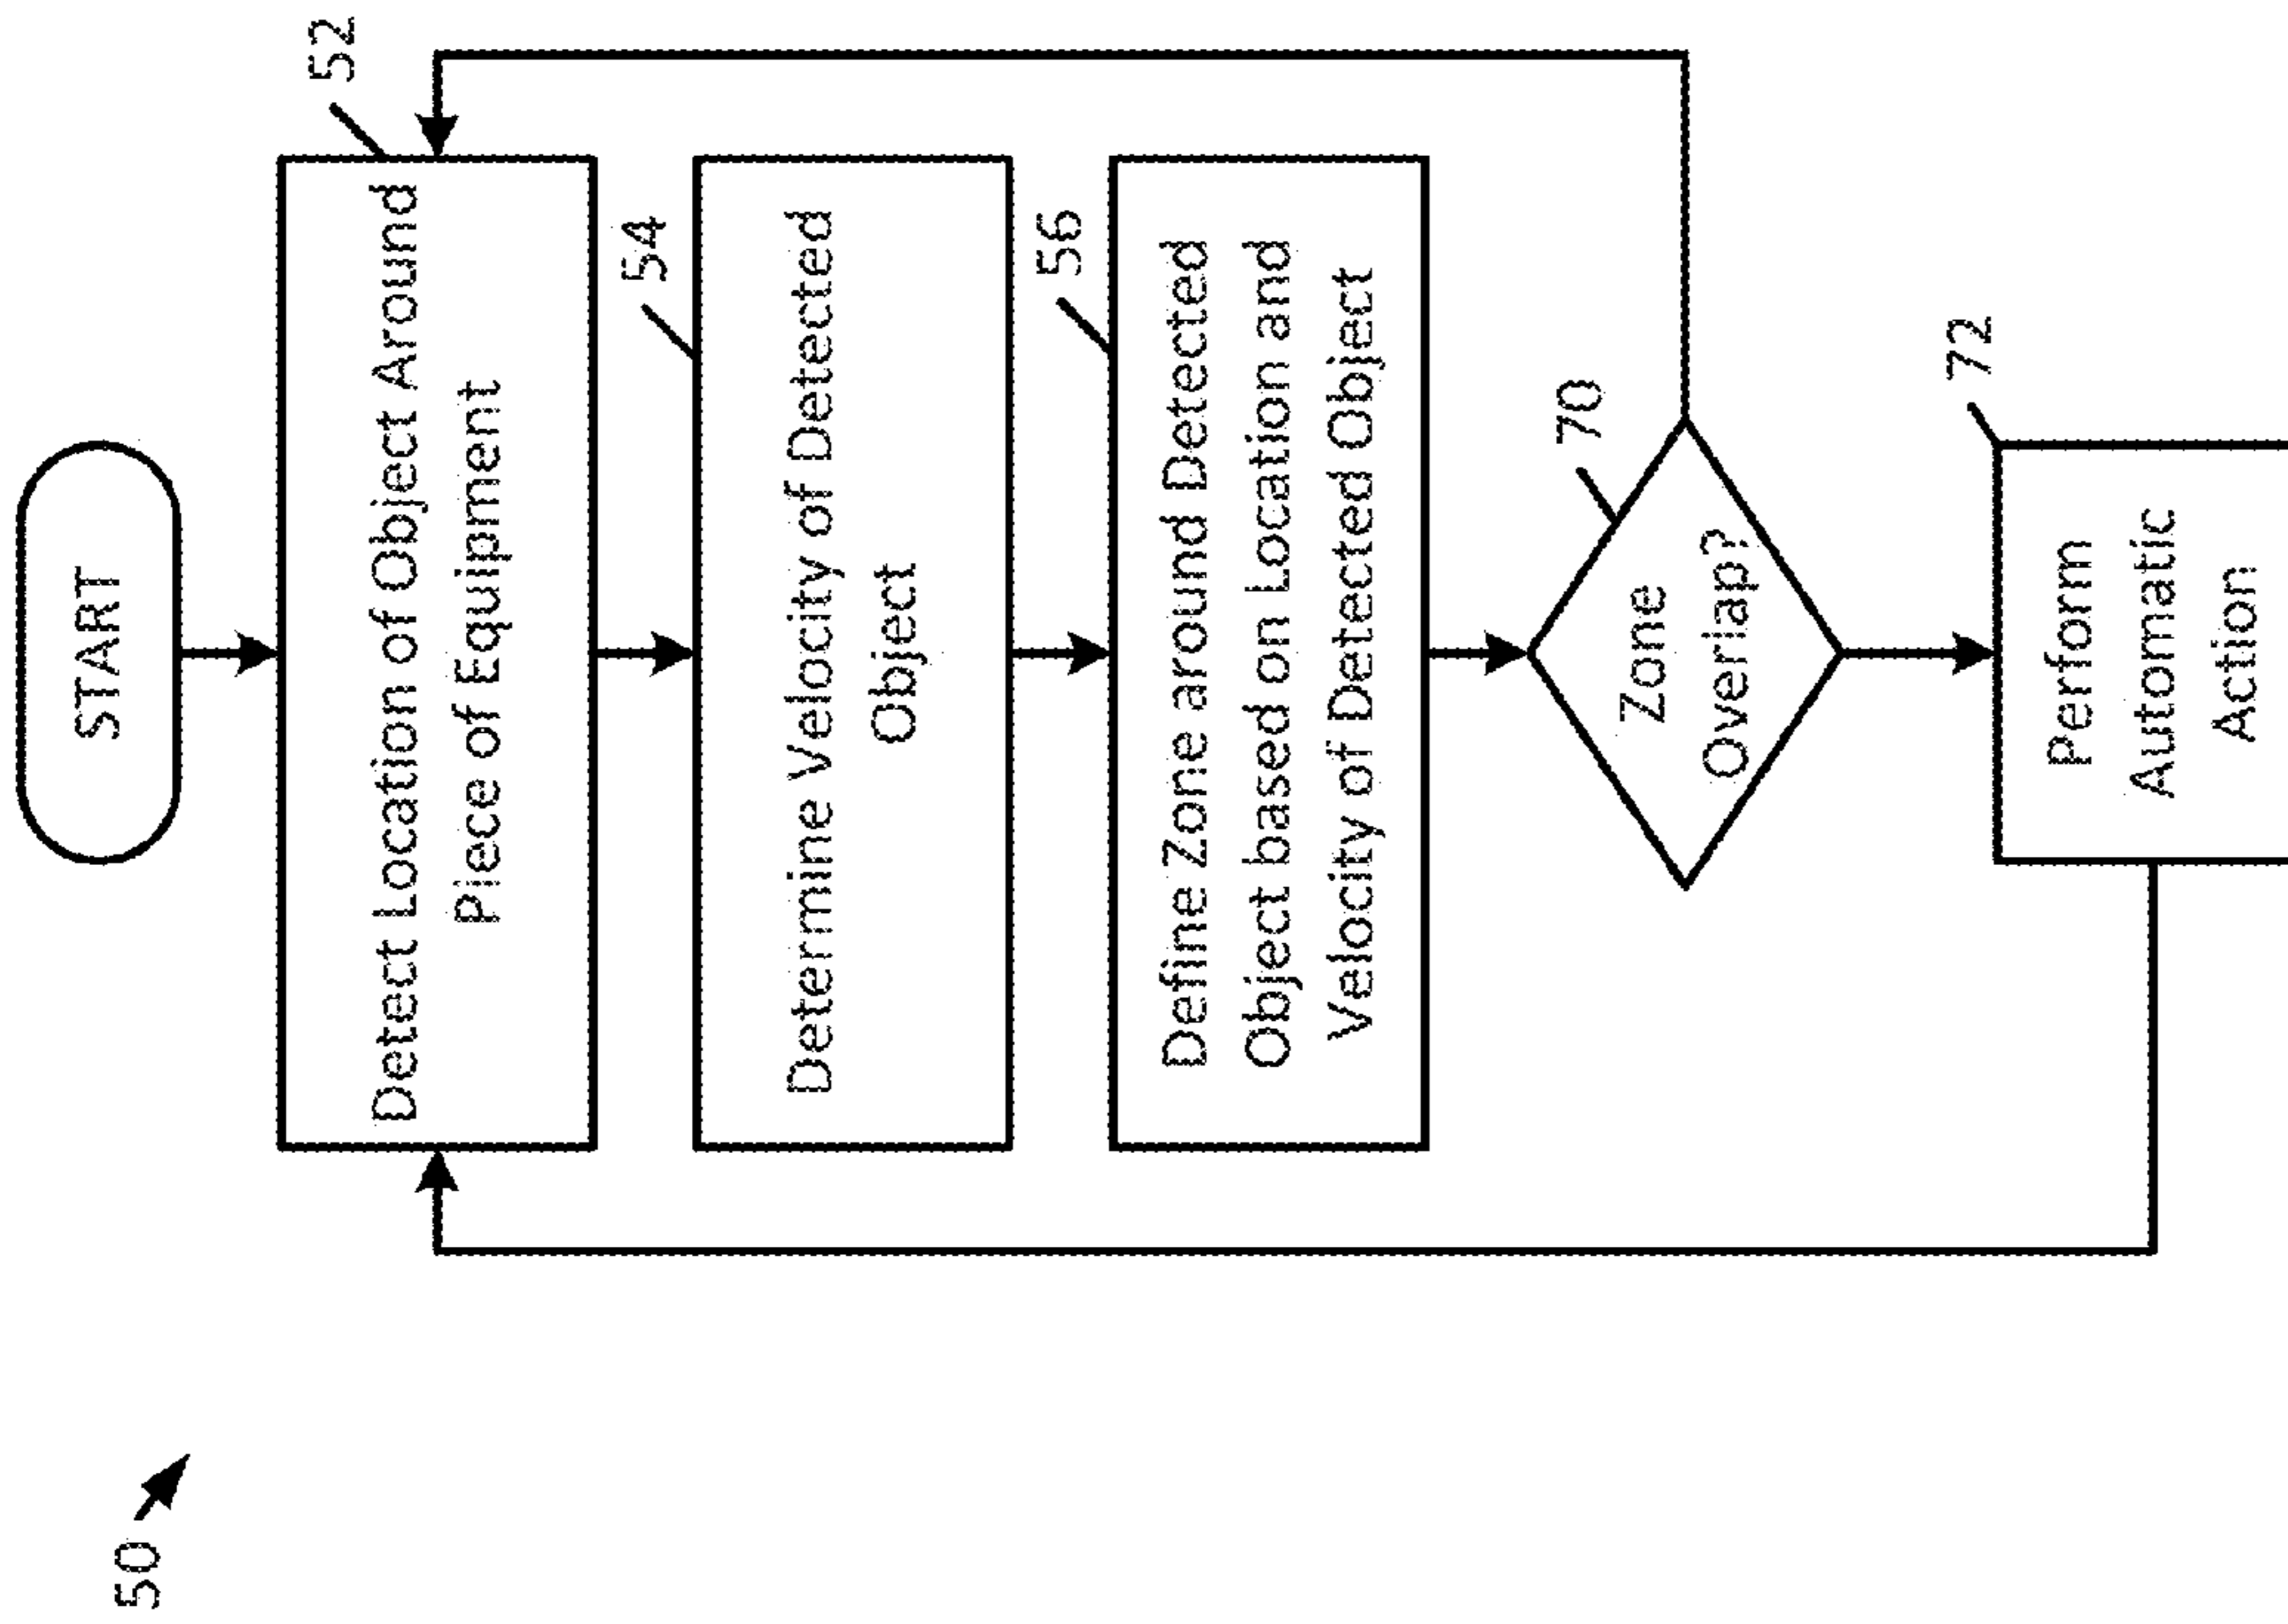 50
START
52
Detect Location of Object Around
Piece of Equipment
54
Determine Velocity of Detected
Object
56
Define Zone around Detected
Object based on Location and
Velocity of Detected Object
70
Zone
Overlap?
72
Perform
Automatic
Action